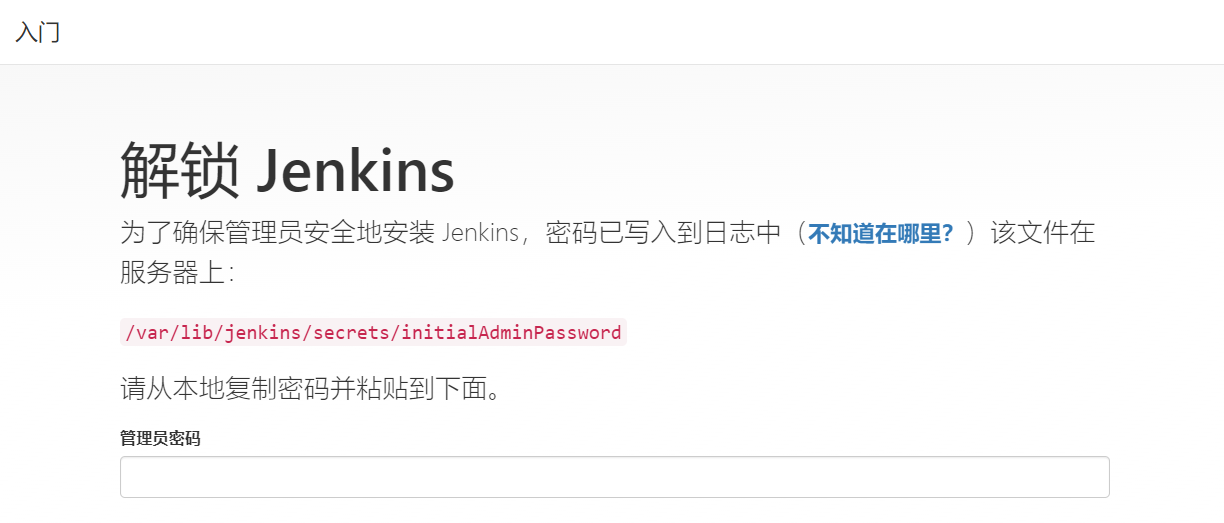 入门
解锁 Jenkins
为了确保管理员安全地安装 Jenkins，密码已写入到日志中（不知道在哪里？）该文件在
服务器上：
/var/lib/jenkins/secrets/initialAdminPassword
请从本地复制密码并粘贴到下面。
管理员密码